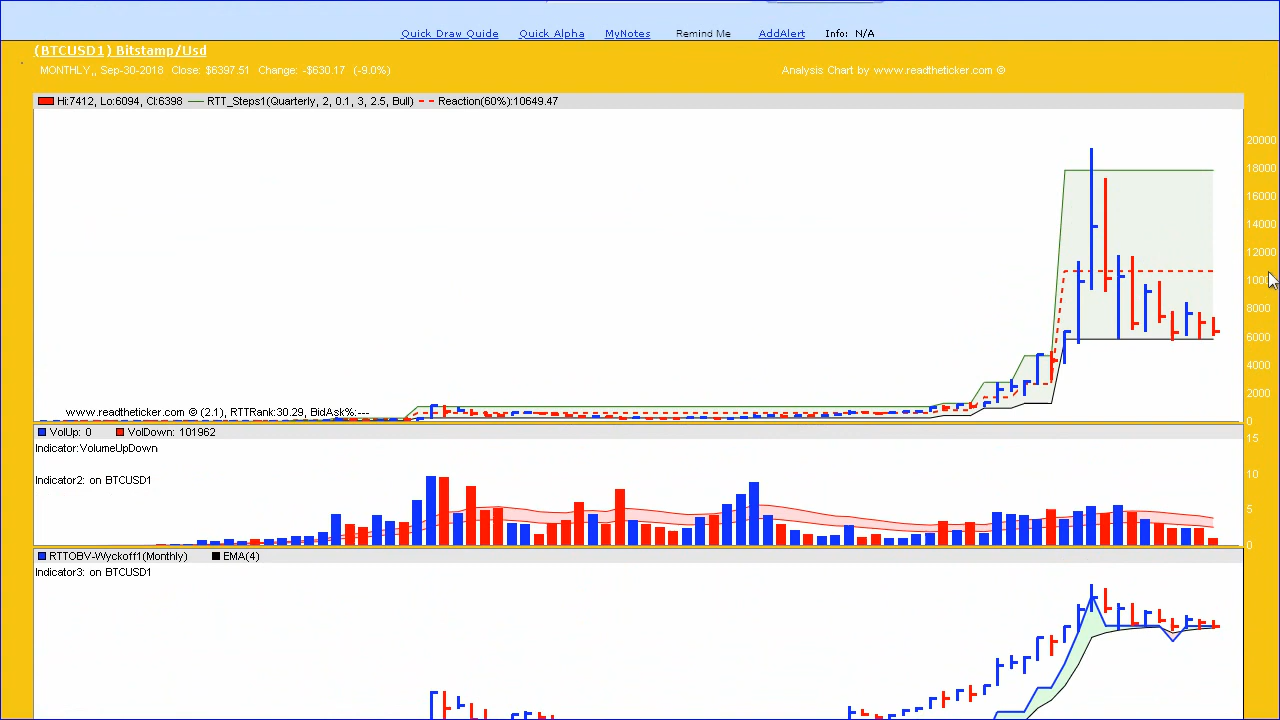 Quick Draw Quide Quick Alpha MyNotes Remind Me AddAlert Info: N/A
(BTCUSD1) Bitstamp/Usd
MONTHLY,, Sep-30-2018 Close: $6397.51 Change: -$630.17 (-9.0%) Analysis Chart by www.readtheticker.com ©
Hi:7412, Lo:6094, Cl:6398 RTT_Steps1(Quarterly, 2, 0.1, 3, 2.5, Bull) Reaction(60%):10649.47
20000
18000
16000
14000
12000
1000
8000
6000
4000
2000
0
www.readtheticker.com © (2.1), RTTRank:30.29, BidAsk%:---
VolUp: 0 VolDown: 101962
Indicator:VolumeUpDown
Indicator2: on BTCUSD1
15
10
5
0
RTTOBV-Wyckoff1(Monthly) EMA(4)
Indicator3: on BTCUSD1